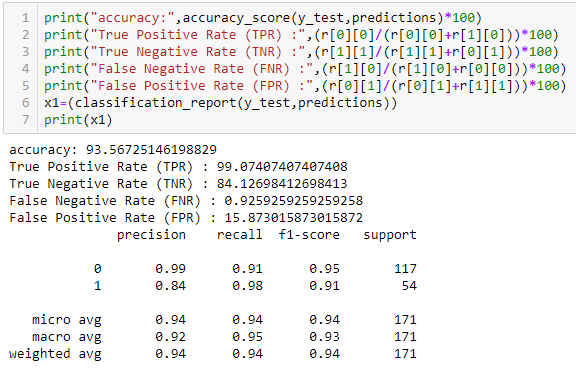 1 print("accuracy:",accuracy_score(y_test,predictions)*100)
2 print("True Positive Rate (TPR) :",(r[0][0]/(r[0][0]+r[1][0]))*100)
3 print("True Negative Rate (TNR) :",(r[1][1]/(r[1][1]+r[0][1]))*100)
4 print("False Negative Rate (FNR) :",(r[1][0]/(r[1][0]+r[0][0]))*100)
5 print("False Positive Rate (FPR) :",(r[0][1]/(r[0][1]+r[1][1]))*100)
6 x1=(classification_report(y_test,predictions))
7 print(x1)
accuracy: 93.56725146198829
True Positive Rate (TPR) : 99.07407407407408
True Negative Rate (TNR) : 84.12698412698413
False Negative Rate (FNR) : 0.9259259259259258
False Positive Rate (FPR) : 15.873015873015872
precision recall f1-score support
0 0.99 0.91 0.95 117
1 0.84 0.98 0.91 54
micro avg 0.94 0.94 0.94 171
macro avg 0.92 0.95 0.93 171
weighted avg 0.94 0.94 0.94 171